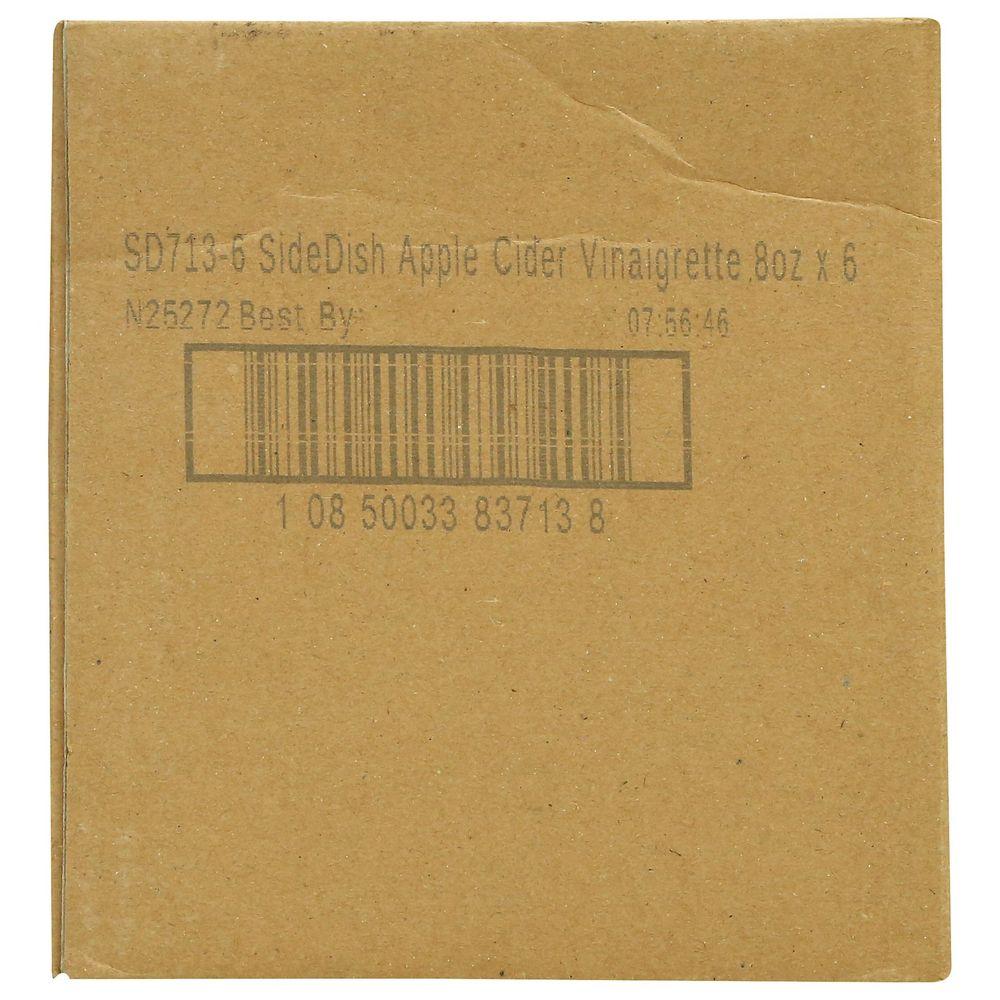 SD713-6 SideDish Apple Cider Vinaigrette 8oz x 6
N25272 Best By: 07:56:46
1 08 50033 83713 8